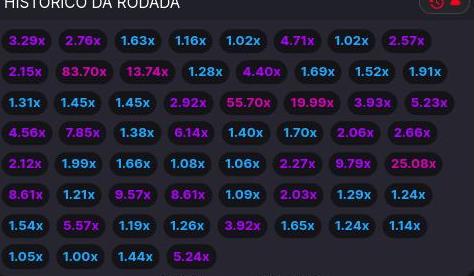 HISTÓRICO DA RODADA
3.29x 2.76x 1.63x 1.16x 1.02x 4.71x 1.02x 2.57x
2.15x 83.70x 13.74x 1.28x 4.40x 1.69x 1.52x 1.91x
1.31x 1.45x 1.45x 2.92x 55.70x 19.99x 3.93x 5.23x
4.56x 7.85x 1.38x 6.14x 1.40x 1.70x 2.06x 2.66x
2.12x 1.99x 1.66x 1.08x 1.06x 2.27x 9.79x 25.08x
8.61x 1.21x 9.57x 8.61x 1.09x 2.03x 1.29x 1.24x
1.54x 5.57x 1.19x 1.26x 3.92x 1.65x 1.24x 1.14x
1.05x 1.00x 1.44x 5.24x